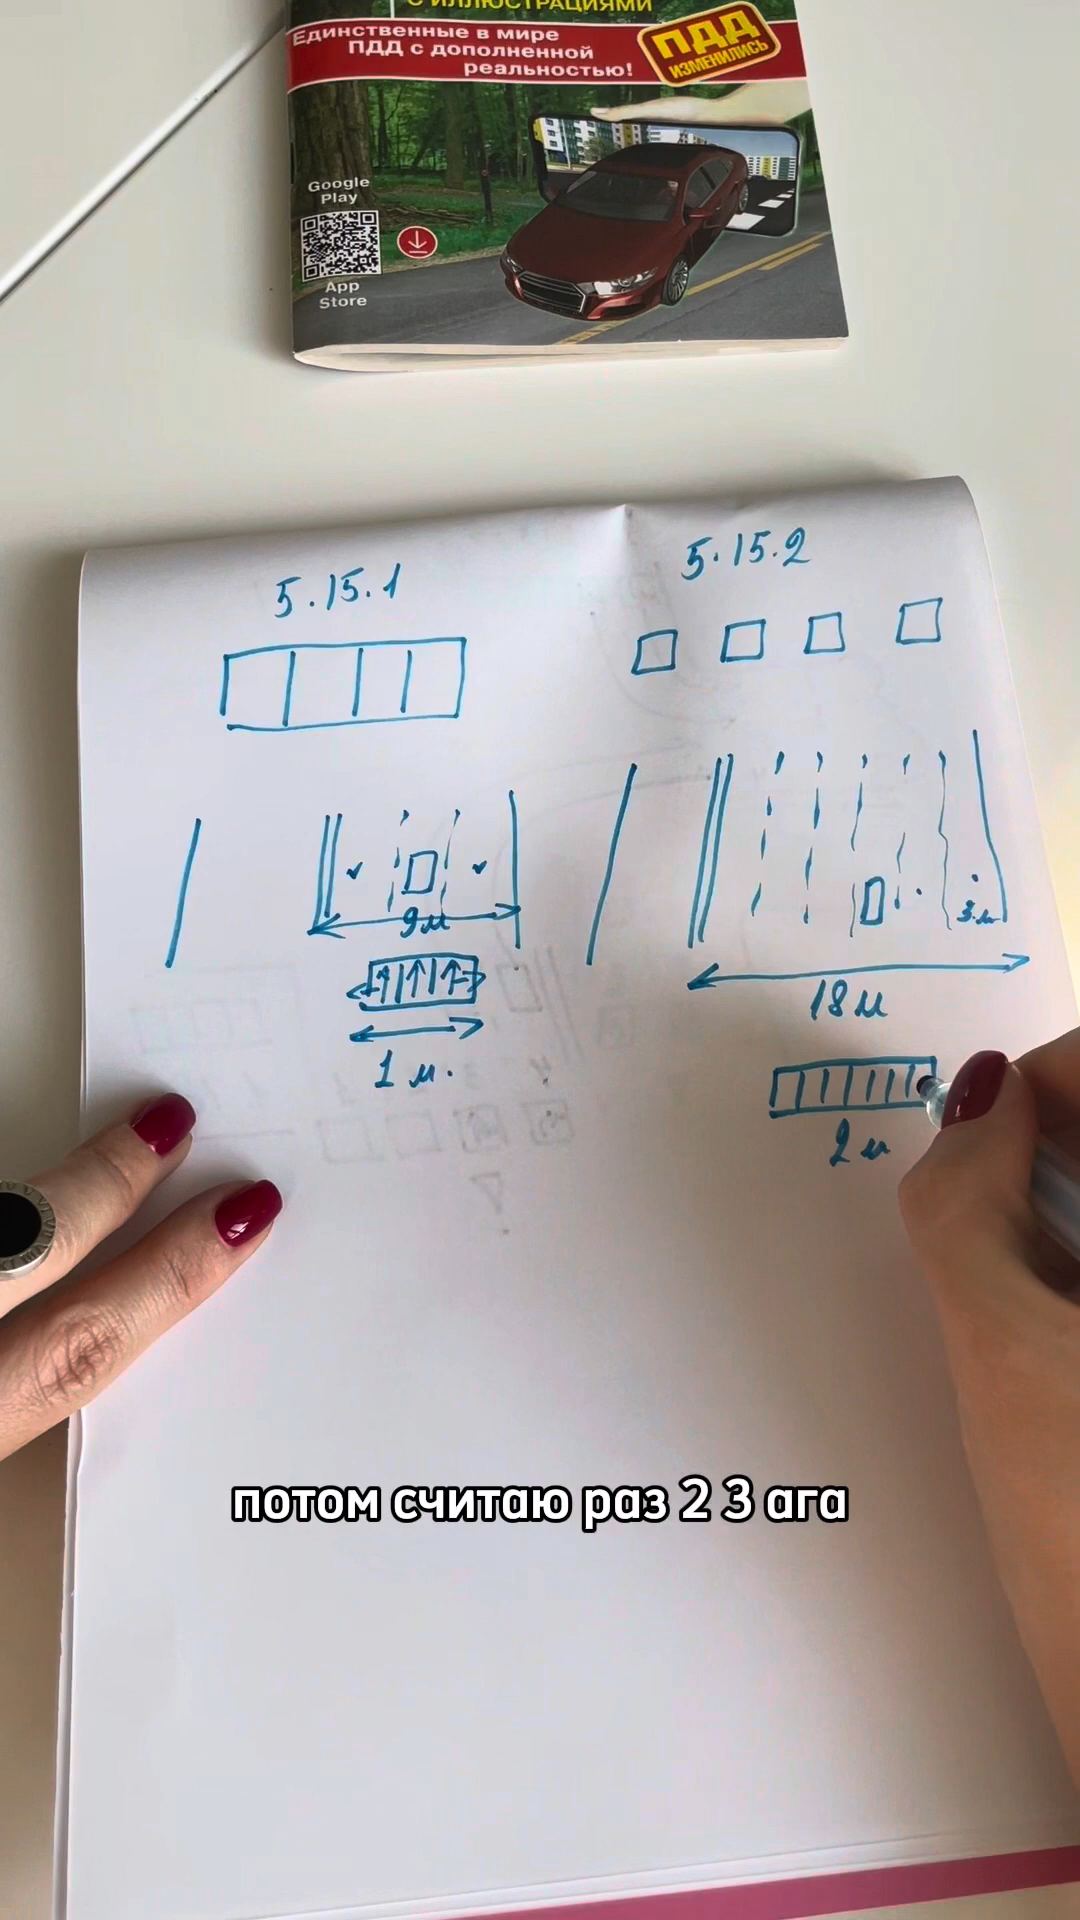 С ИЛЛЮСТРАЦИЯМИ
Единственные в мире
ПДД с дополненной
реальностью!
ПДД
ИЗМЕНИЛИСЬ
Google
Play
App
Store
5.15.1
5.15.2
9м
3м
18м
1 м.
2м
потом считаю раз 2 3 ага